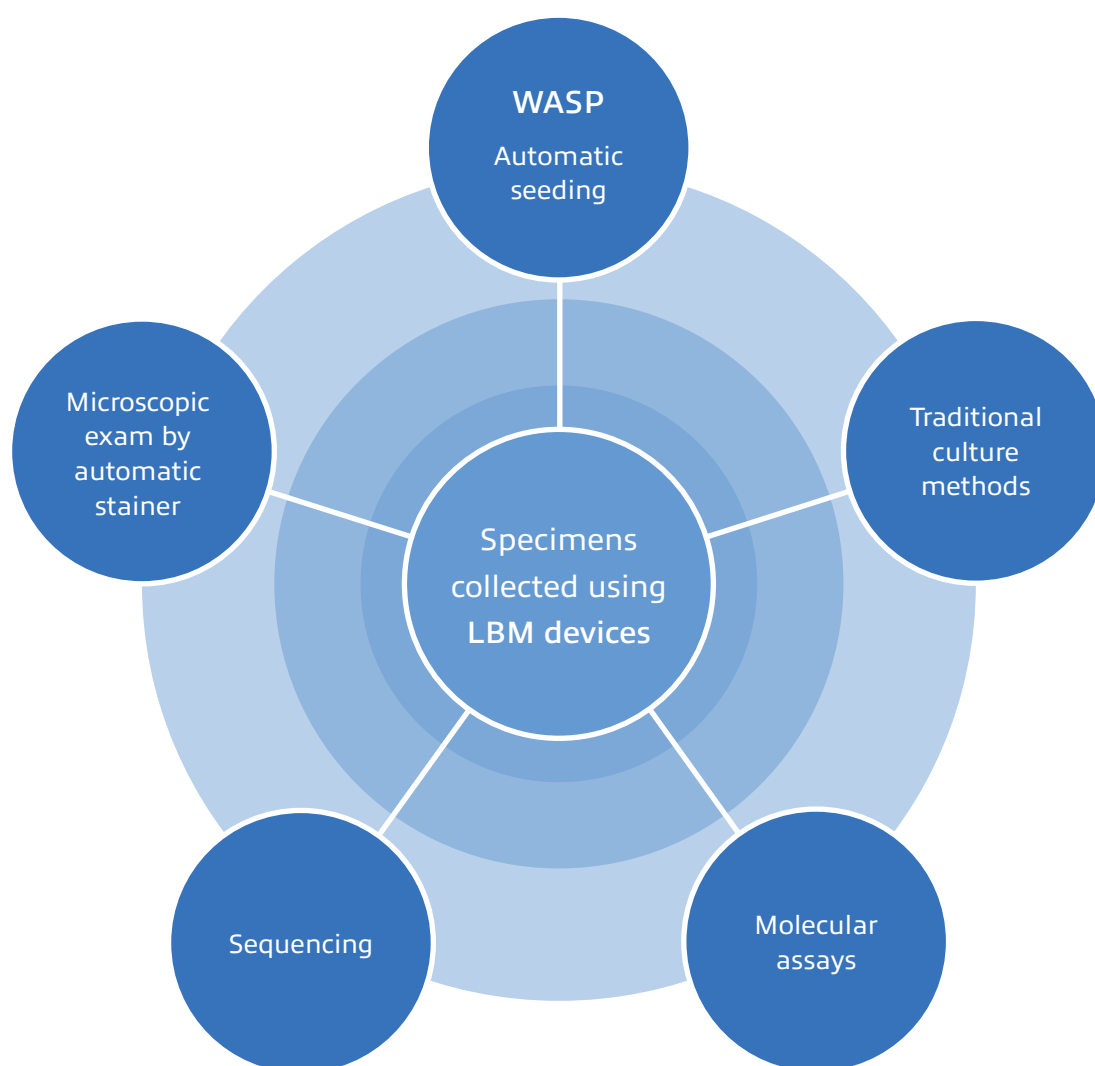 WASP
Automatic
seeding
Traditional
culture
methods
Molecular
assays
Sequencing
Microscopic
exam by
automatic
stainer
Specimens
collected using
LBM devices